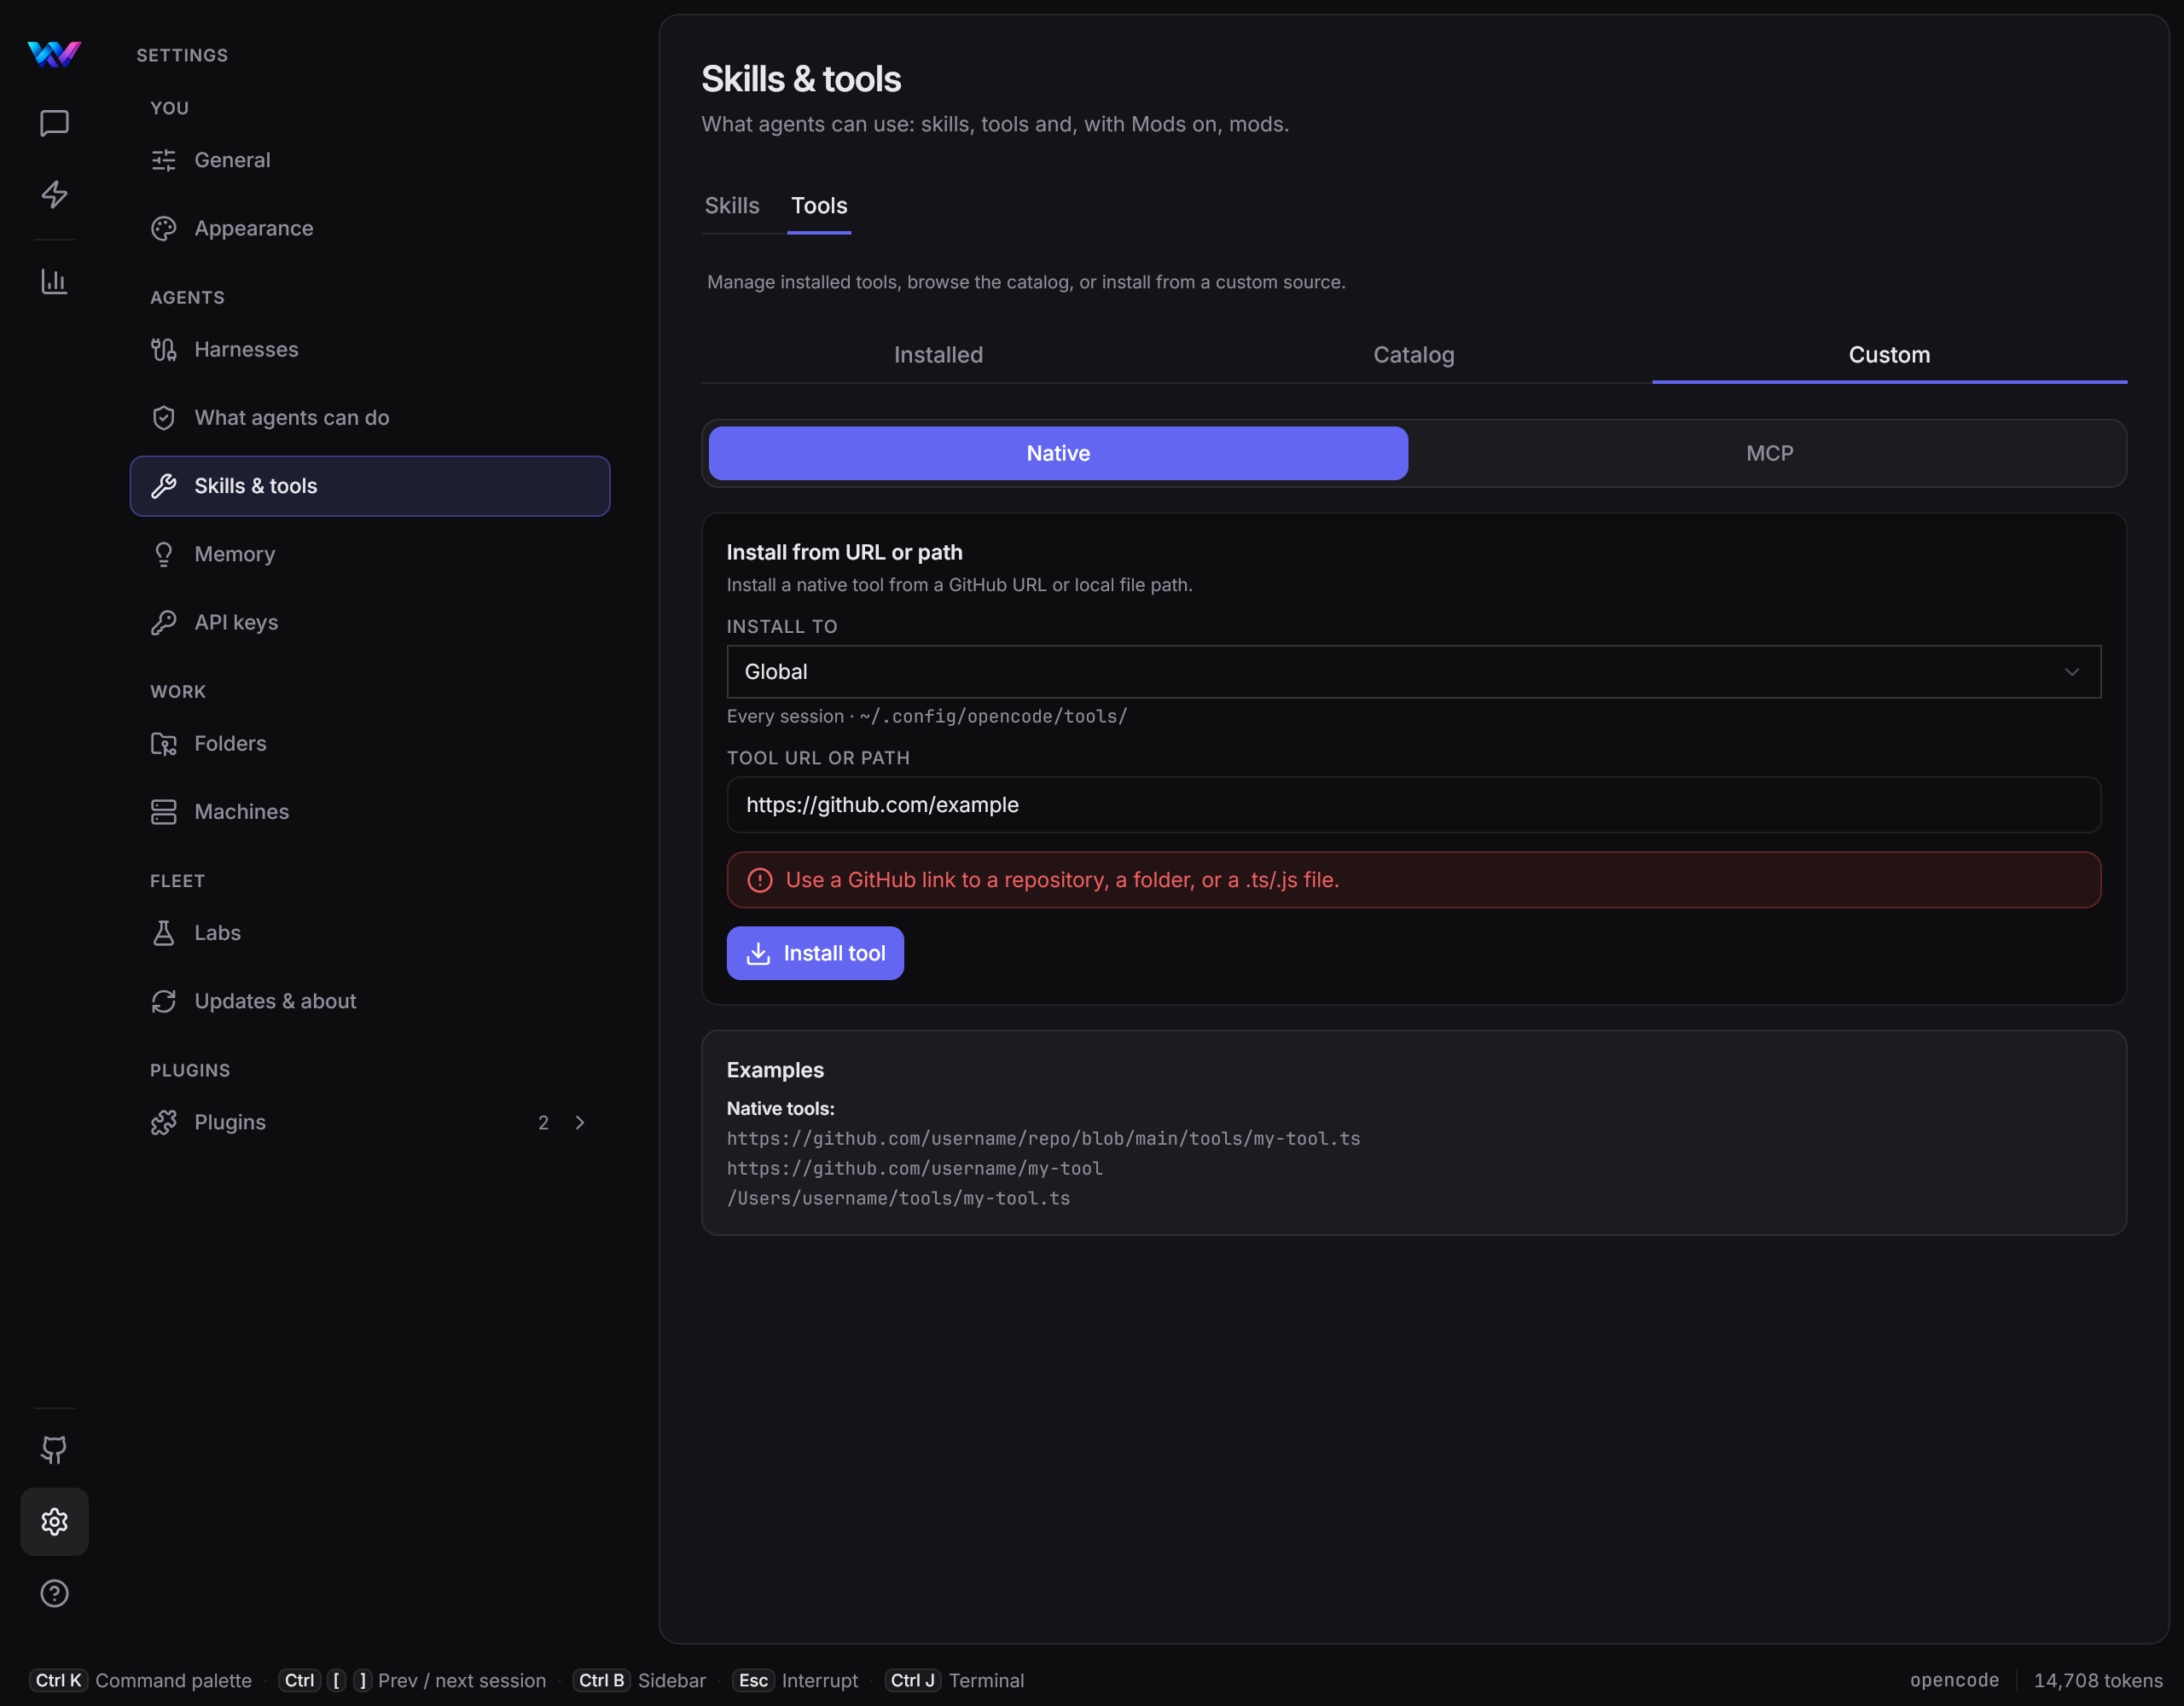 SETTINGS
YOU
General
Appearance
AGENTS
Harnesses
What agents can do
Skills & tools
Memory
API keys
WORK
Folders
Machines
FLEET
Labs
Updates & about
PLUGINS
Plugins 2
Skills & tools
What agents can use: skills, tools and, with Mods on, mods.
Skills Tools
Manage installed tools, browse the catalog, or install from a custom source.
Installed Catalog Custom
Native MCP
Install from URL or path
Install a native tool from a GitHub URL or local file path.
INSTALL TO
Global
Every session · ~/.config/opencode/tools/
TOOL URL OR PATH
https://github.com/example
Use a GitHub link to a repository, a folder, or a .ts/.js file.
Install tool
Examples
Native tools:
https://github.com/username/repo/blob/main/tools/my-tool.ts
https://github.com/username/my-tool
/Users/username/tools/my-tool.ts
Ctrl K Command palette · Ctrl [ ] Prev / next session · Ctrl B Sidebar · Esc Interrupt · Ctrl J Terminal opencode 14,708 tokens